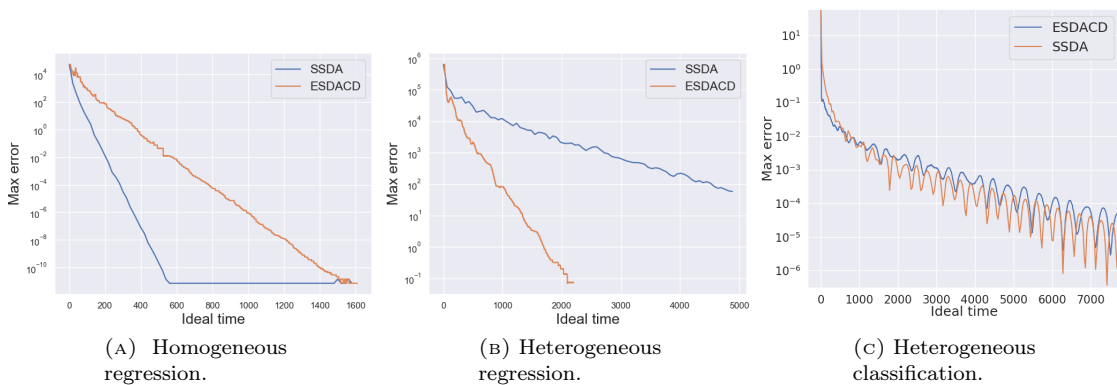 10^4
10^2
10^0
10^-2
10^-4
10^-6
10^-8
10^-10
Max error
SSDA
ESDACD
0 200 400 600 800 1000 1200 1400 1600
Ideal time
(A) Homogeneous
regression.
10^6
10^5
10^4
10^3
10^2
10^1
10^0
10^-1
Max error
SSDA
ESDACD
0 1000 2000 3000 4000 5000
Ideal time
(B) Heterogeneous
regression.
10^1
10^0
10^-1
10^-2
10^-3
10^-4
10^-5
10^-6
Max error
ESDACD
SSDA
0 1000 2000 3000 4000 5000 6000 7000
Ideal time
(C) Heterogeneous
classification.